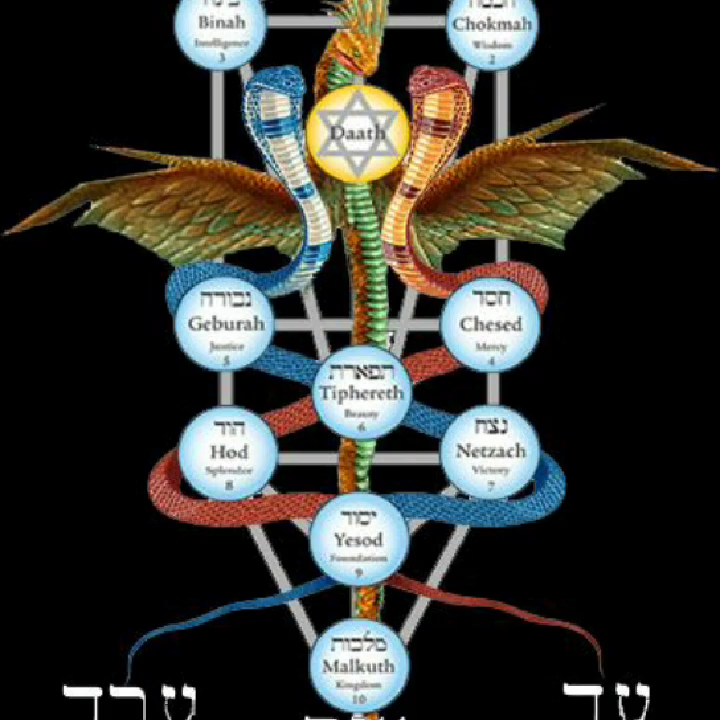 Binah
Intelligence
3
Chokmah
Wisdom
2
Daath
גבורה
Geburah
Justice
5
חסד
Chesed
Mercy
4
תפארת
Tiphereth
Beauty
6
הוד
Hod
Splendor
8
נצח
Netzach
Victory
7
יסוד
Yesod
Foundation
9
מלכות
Malkuth
Kingdom
10